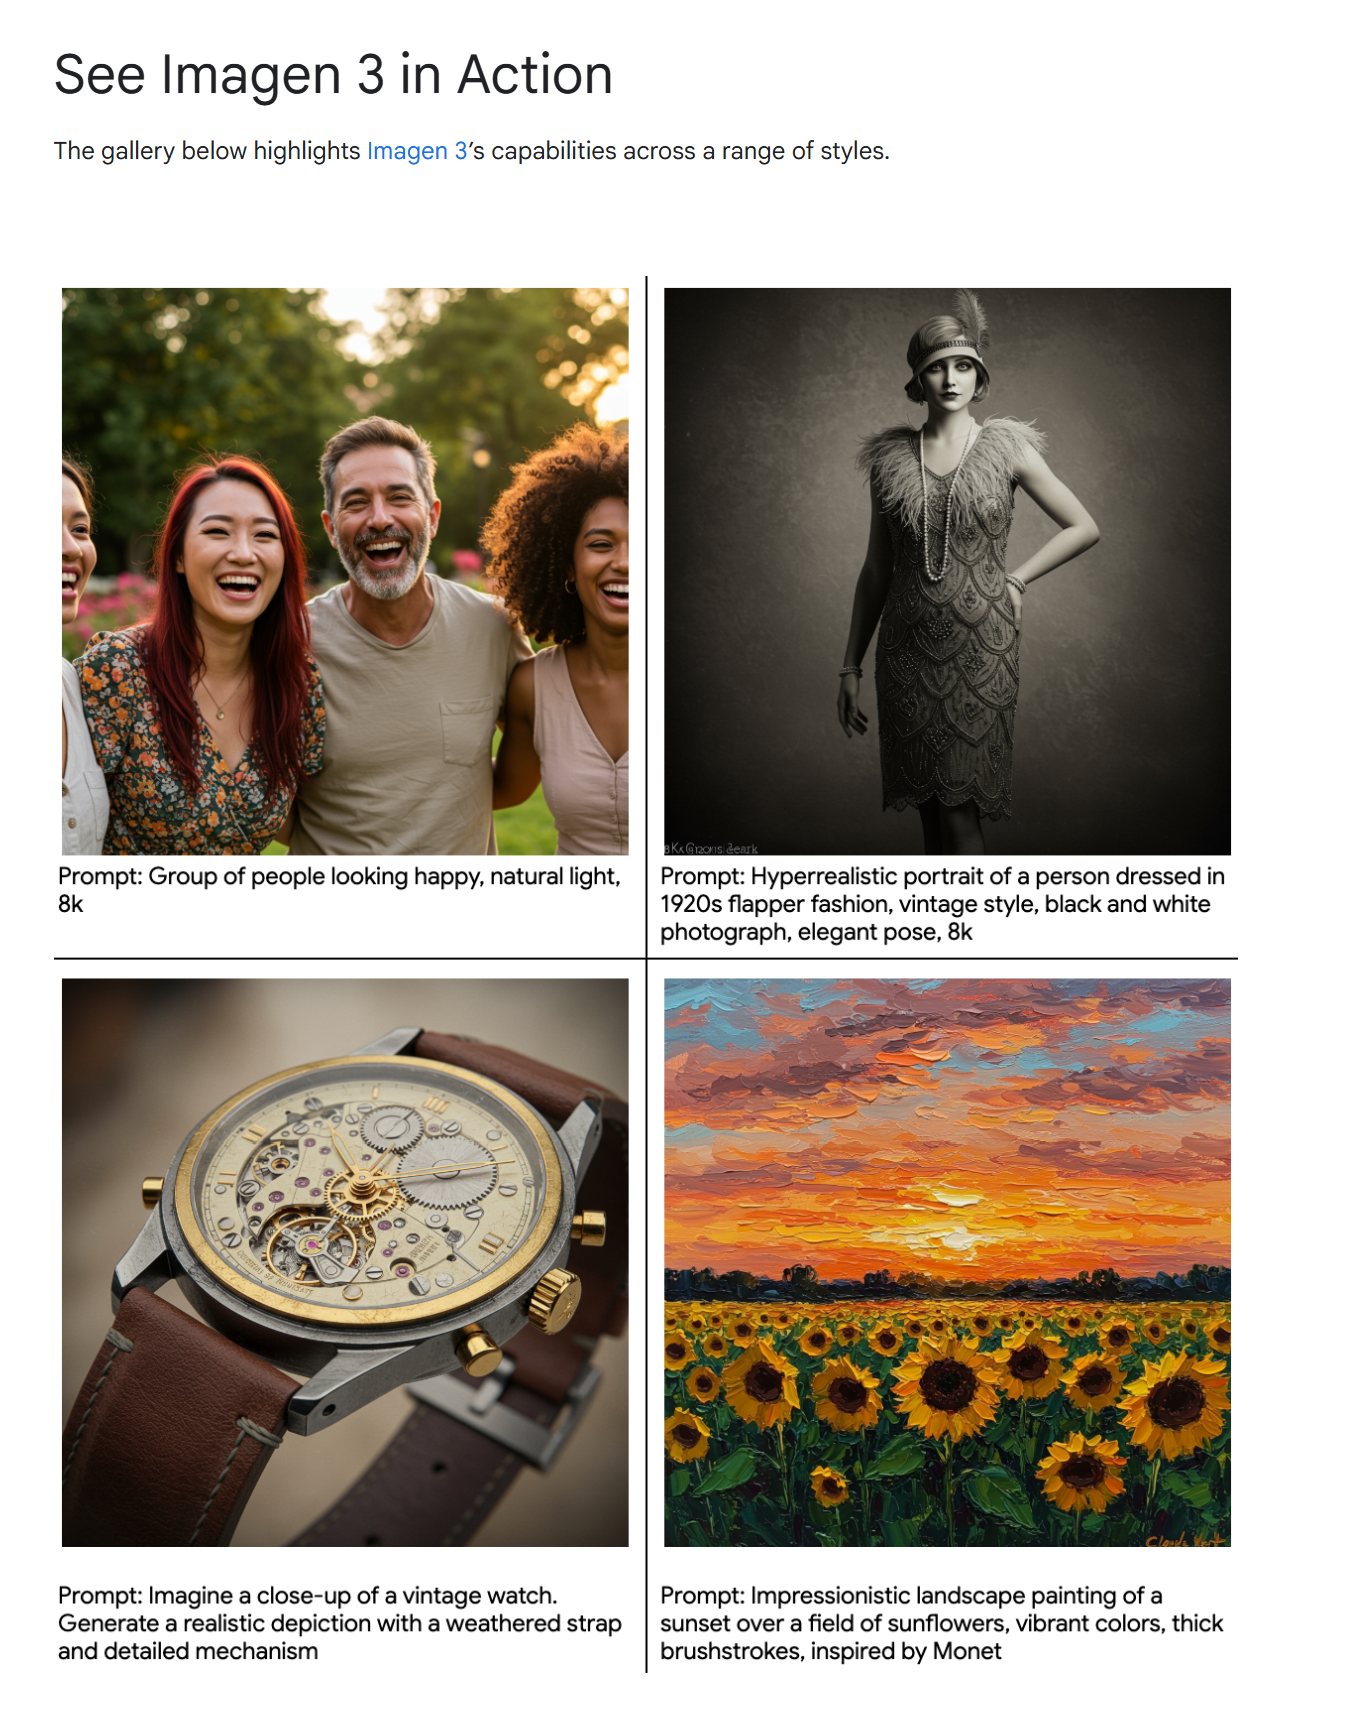 See Imagen 3 in Action
The gallery below highlights Imagen 3's capabilities across a range of styles.
Prompt: Group of people looking happy, natural light,
8k
Prompt: Hyperrealistic portrait of a person dressed in
1920s flapper fashion, vintage style, black and white
photograph, elegant pose, 8k
Prompt: Imagine a close-up of a vintage watch.
Generate a realistic depiction with a weathered strap
and detailed mechanism
Prompt: Impressionistic landscape painting of a
sunset over a field of sunflowers, vibrant colors, thick
brushstrokes, inspired by Monet